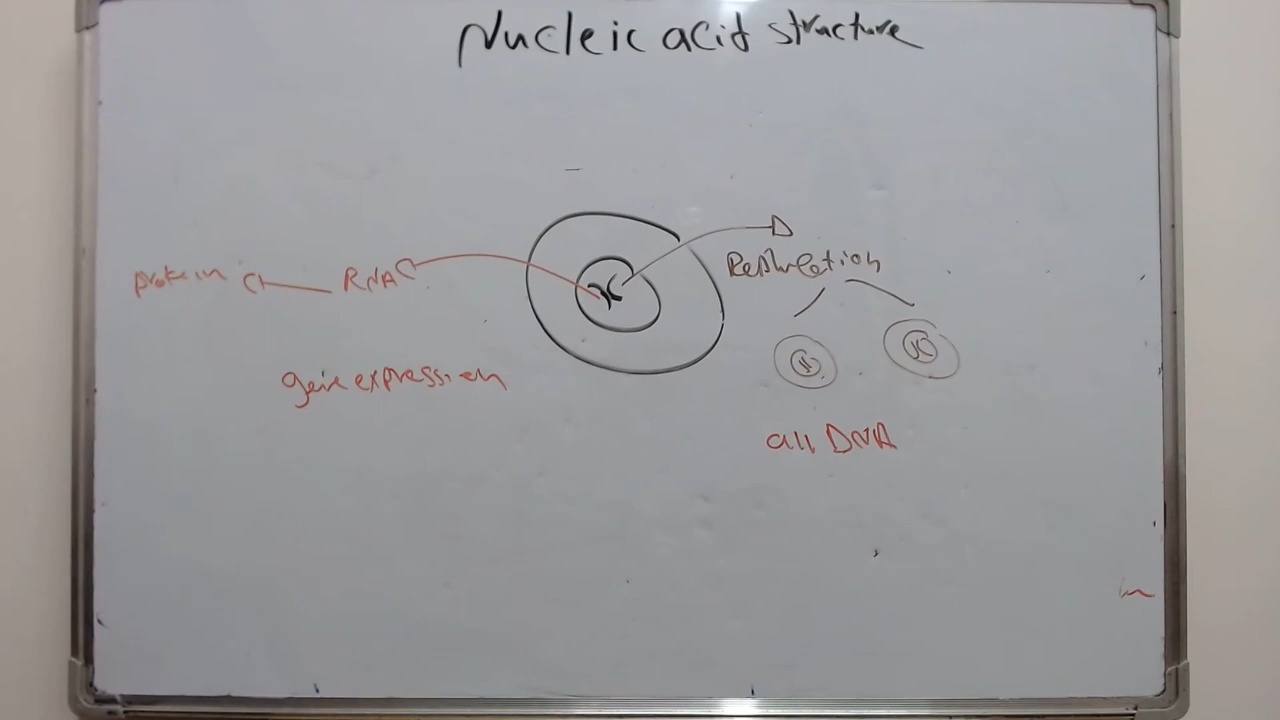 Nucleic acid structure
protein
RNA
Replication
gene expression
all DNA